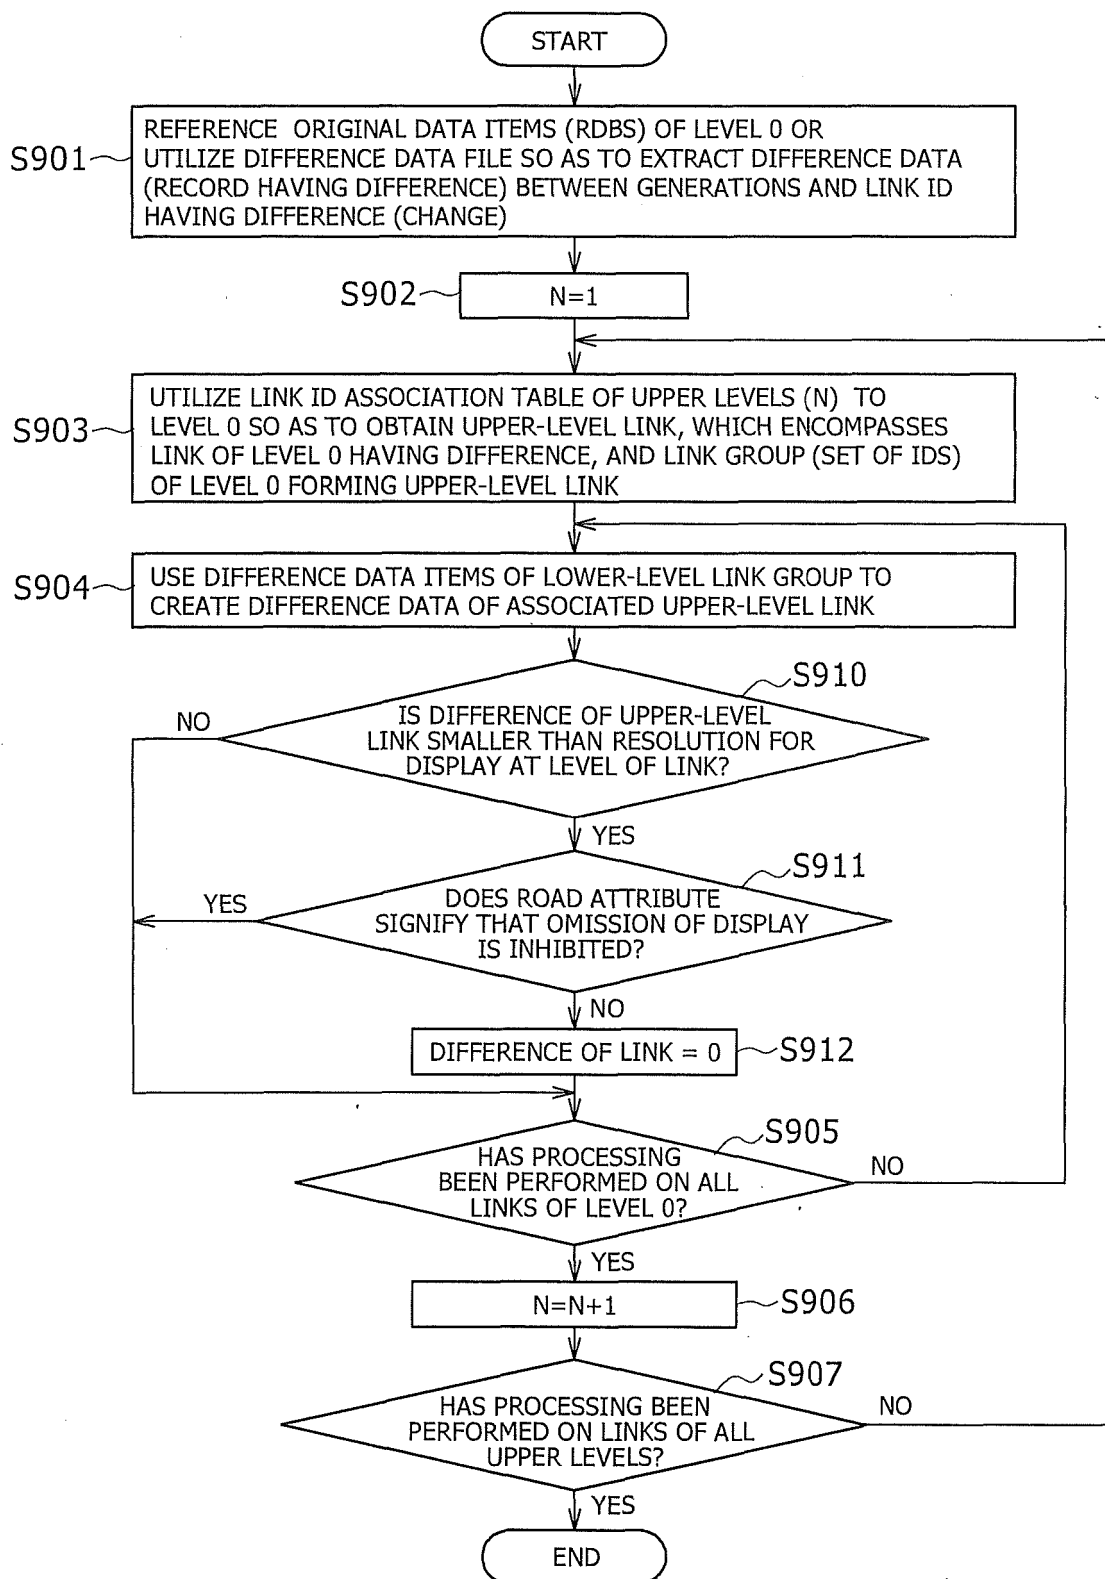 START
S901
REFERENCE ORIGINAL DATA ITEMS (RDBS) OF LEVEL 0 OR
UTILIZE DIFFERENCE DATA FILE SO AS TO EXTRACT DIFFERENCE DATA
(RECORD HAVING DIFFERENCE) BETWEEN GENERATIONS AND LINK ID
HAVING DIFFERENCE (CHANGE)
S902
N=1
S903
UTILIZE LINK ID ASSOCIATION TABLE OF UPPER LEVELS (N) TO
LEVEL 0 SO AS TO OBTAIN UPPER-LEVEL LINK, WHICH ENCOMPASSES
LINK OF LEVEL 0 HAVING DIFFERENCE, AND LINK GROUP (SET OF IDS)
OF LEVEL 0 FORMING UPPER-LEVEL LINK
S904
USE DIFFERENCE DATA ITEMS OF LOWER-LEVEL LINK GROUP TO
CREATE DIFFERENCE DATA OF ASSOCIATED UPPER-LEVEL LINK
S910
NO
IS DIFFERENCE OF UPPER-LEVEL
LINK SMALLER THAN RESOLUTION FOR
DISPLAY AT LEVEL OF LINK?
YES
S911
YES
DOES ROAD ATTRIBUTE
SIGNIFY THAT OMISSION OF DISPLAY
IS INHIBITED?
NO
DIFFERENCE OF LINK = 0
S912
S905
HAS PROCESSING
BEEN PERFORMED ON ALL
LINKS OF LEVEL 0?
NO
YES
N=N+1
S906
S907
HAS PROCESSING BEEN
PERFORMED ON LINKS OF ALL
UPPER LEVELS?
NO
YES
END